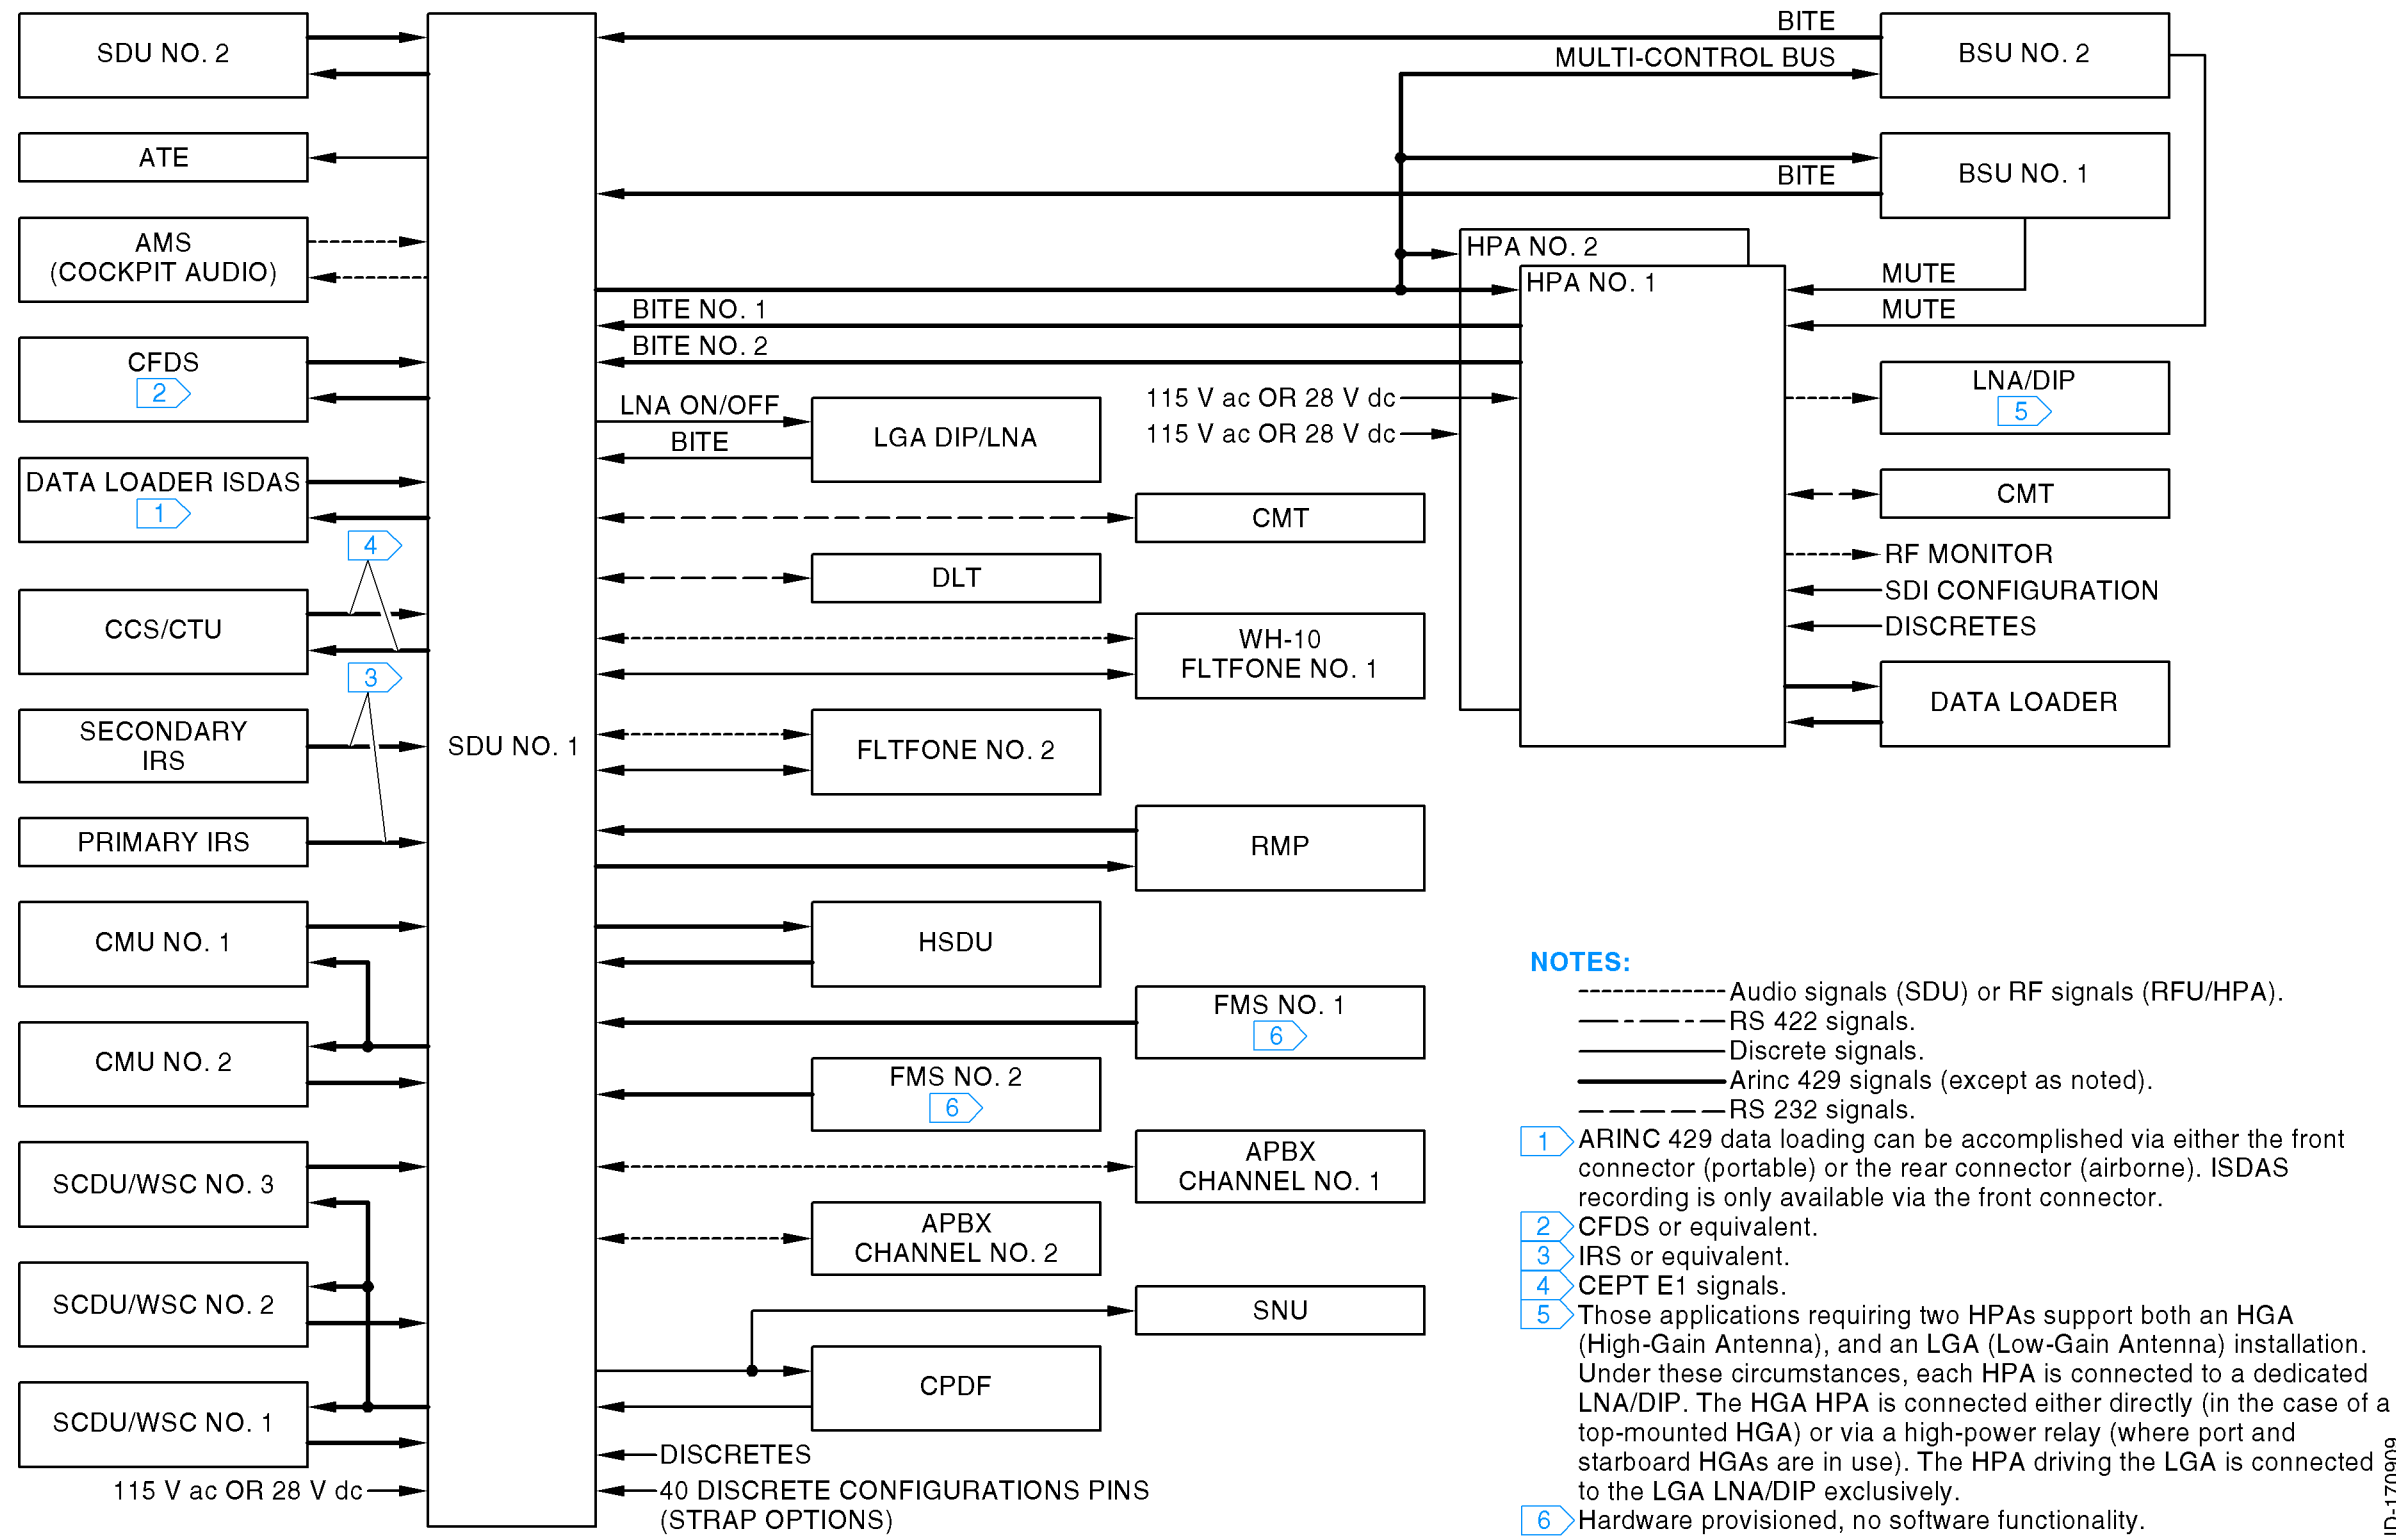 SDU NO. 2
ATE
AMS
(COCKPIT AUDIO)
CFDS
2
DATA LOADER ISDAS
1
4
CCS/CTU
3
SECONDARY
IRS
PRIMARY IRS
CMU NO. 1
CMU NO. 2
SCDU/WSC NO. 3
SCDU/WSC NO. 2
SCDU/WSC NO. 1
115 V ac OR 28 V dc
SDU NO. 1
BITE
MULTI-CONTROL BUS
BSU NO. 2
BITE
BSU NO. 1
HPA NO. 2
HPA NO. 1
MUTE
MUTE
BITE NO. 1
BITE NO. 2
115 V ac OR 28 V dc
115 V ac OR 28 V dc
LNA/DIP
5
CMT
RF MONITOR
SDI CONFIGURATION
DISCRETES
DATA LOADER
LNA ON/OFF
BITE
LGA DIP/LNA
CMT
DLT
WH-10
FLTFONE NO. 1
FLTFONE NO. 2
RMP
HSDU
FMS NO. 1
6
FMS NO. 2
6
APBX
CHANNEL NO. 1
APBX
CHANNEL NO. 2
SNU
CPDF
DISCRETES
40 DISCRETE CONFIGURATIONS PINS
(STRAP OPTIONS)
NOTES:
Audio signals (SDU) or RF signals (RFU/HPA).
RS 422 signals.
Discrete signals.
Arinc 429 signals (except as noted).
RS 232 signals.
1 ARINC 429 data loading can be accomplished via either the front
connector (portable) or the rear connector (airborne). ISDAS
recording is only available via the front connector.
2 CFDS or equivalent.
3 IRS or equivalent.
4 CEPT E1 signals.
5 Those applications requiring two HPAs support both an HGA
(High-Gain Antenna), and an LGA (Low-Gain Antenna) installation.
Under these circumstances, each HPA is connected to a dedicated
LNA/DIP. The HGA HPA is connected either directly (in the case of a
top-mounted HGA) or via a high-power relay (where port and
starboard HGAs are in use). The HPA driving the LGA is connected
to the LGA LNA/DIP exclusively.
6 Hardware provisioned, no software functionality.
ID-170909